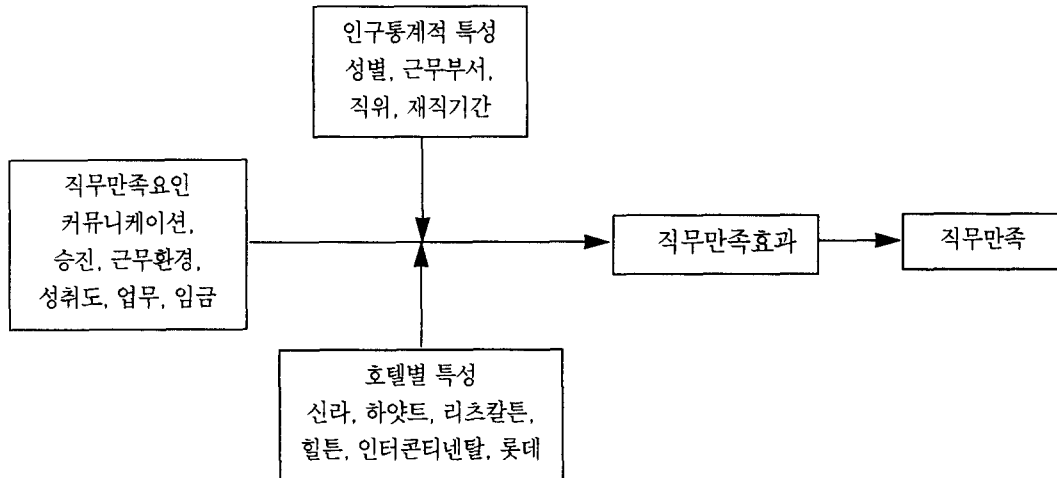 인구통계적 특성
성별, 근무부서,
직위, 재직기간
직무만족요인
커뮤니케이션,
승진, 근무환경,
성취도, 업무, 임금
직무만족효과
직무만족
호텔별 특성
신라, 하얏트, 리츠칼튼,
힐튼, 인터콘티넨탈, 롯데